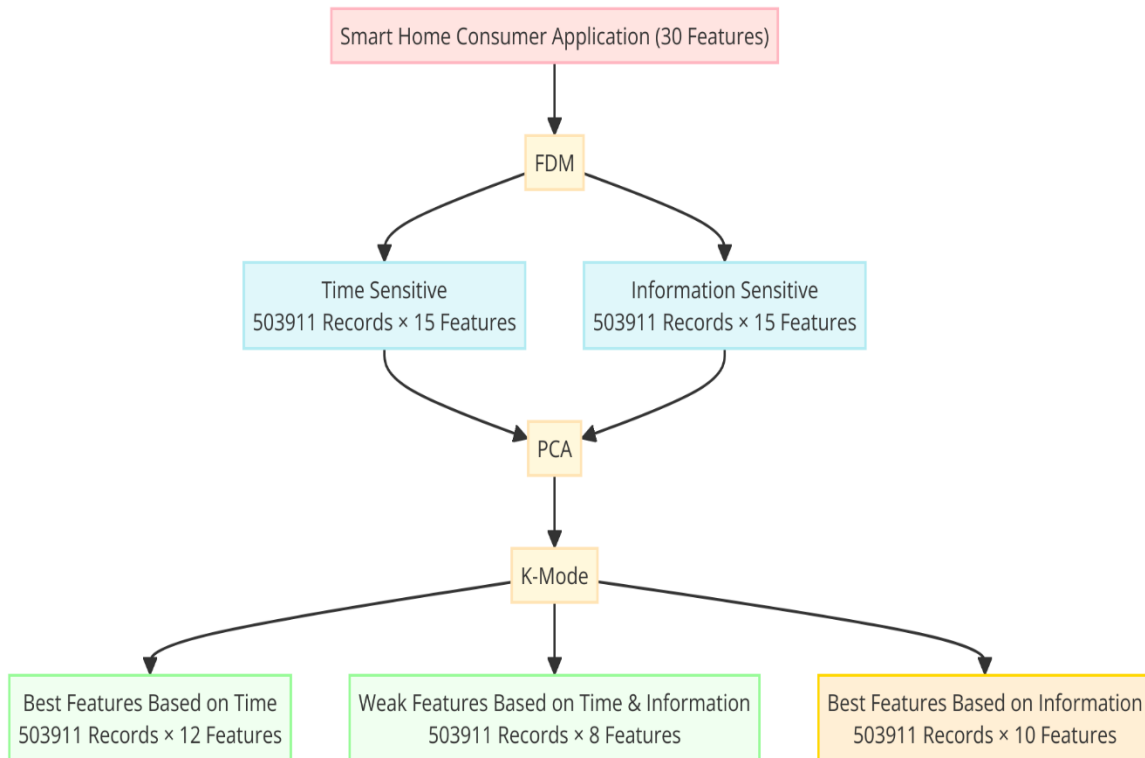 Smart Home Consumer Application (30 Features)
FDM
Time Sensitive
503911 Records × 15 Features
Information Sensitive
503911 Records × 15 Features
PCA
K-Mode
Best Features Based on Time
503911 Records × 12 Features
Weak Features Based on Time & Information
503911 Records × 8 Features
Best Features Based on Information
503911 Records × 10 Features